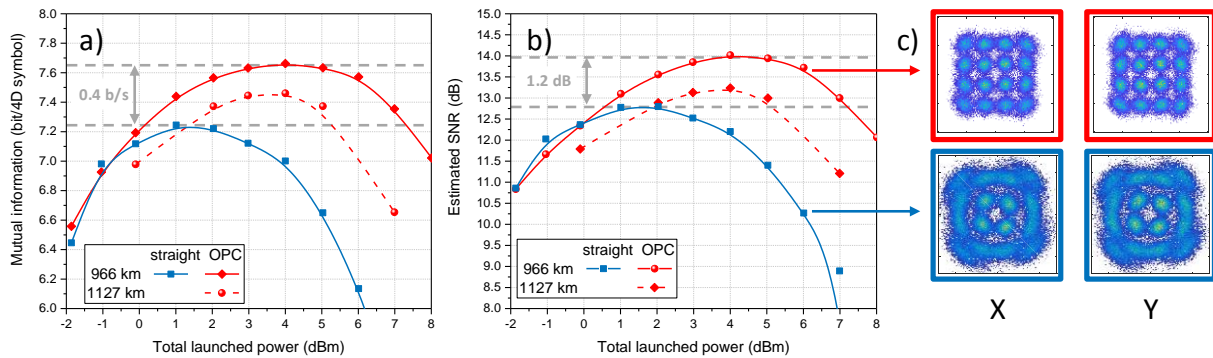 a)
Mutual information (bit/4D symbol)
8.0
7.8
7.6
7.4
7.2
7.0
6.8
6.6
6.4
6.2
6.0
0.4 b/s
straight OPC
966 km
1127 km
-2 -1 0 1 2 3 4 5 6 7 8
Total launched power (dBm)
b)
Estimated SNR (dB)
15.0
14.5
14.0
13.5
13.0
12.5
12.0
11.5
11.0
10.5
10.0
9.5
9.0
8.5
8.0
1.2 dB
straight OPC
966 km
1127 km
-2 -1 0 1 2 3 4 5 6 7 8
Total launched power (dBm)
c)
X Y